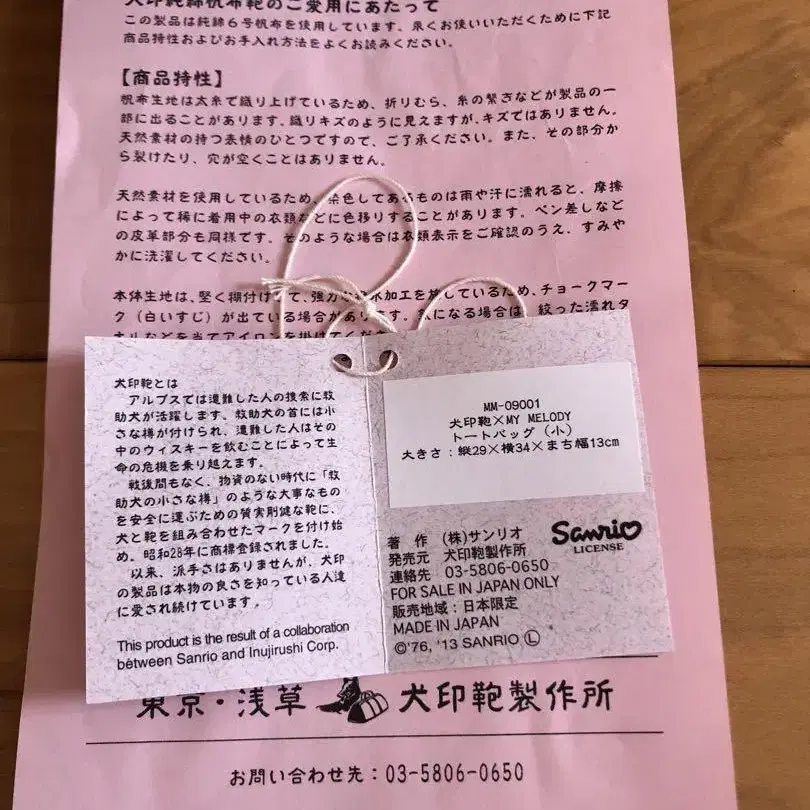 犬印純綿帆布鞄のご愛用にあたって
この製品は純綿6号帆布を使用しています。永くお使いいただくために下記
商品特性およびお手入れ方法をよくお読みください。
【商品特性】
帆布生地は太糸で織り上げているため、折りむら、糸の繋ぎなどが製品の一
部に出ることがあります。織りキズのように見えますが、キズではありません。
天然素材の持つ表情のひとつですので、ご了承ください。また、その部分か
ら裂けたり、穴が空くことはありません。
天然素材を使用しているため、染色してあるものは雨や汗に濡れると、摩擦
によって稀に着用中の衣類などに色移りすることがあります。ペン差しなど
の皮革部分も同様です。そのような場合は衣類表示をご確認のうえ、すみや
かに洗濯してください。
本体生地は、堅く糊付けして、強力な撥水加工を施しているため、チョークマー
ク（白いすじ）が出ている場合があります。気になる場合は、絞った濡れタ
オルなどを当てアイロンを掛けてくだ
犬印鞄とは
アルプスでは遭難した人の捜索に救
助犬が活躍します。救助犬の首には小
さな樽が付けられ、遭難した人はその
中のウィスキーを飲むことによって生
命の危機を乗り越えます。
戦後間もなく、物資のない時代に「救
助犬の小さな樽」のような大事なもの
を安全に運ぶための質実剛健な鞄に、
犬と鞄を組み合わせたマークを付け始
め、昭和28年に商標登録されました。
以来、派手さはありませんが、犬印
の製品は本物の良さを知っている人達
に愛され続けています。
This product is the result of a collaboration
between Sanrio and Inujirushi Corp.
MM-09001
犬印鞄×MY MELODY
トートバッグ（小）
大きさ：縦29×横34×まち幅13cm
著　作　（株）サンリオ
発売元　犬印鞄製作所
連絡先　03-5806-0650
FOR SALE IN JAPAN ONLY
販売地域：日本限定
MADE IN JAPAN
©'76, '13 SANRIO Ⓛ
Sanrio
LICENSE
東京・浅草 犬印鞄製作所
お問い合わせ先：03-5806-0650